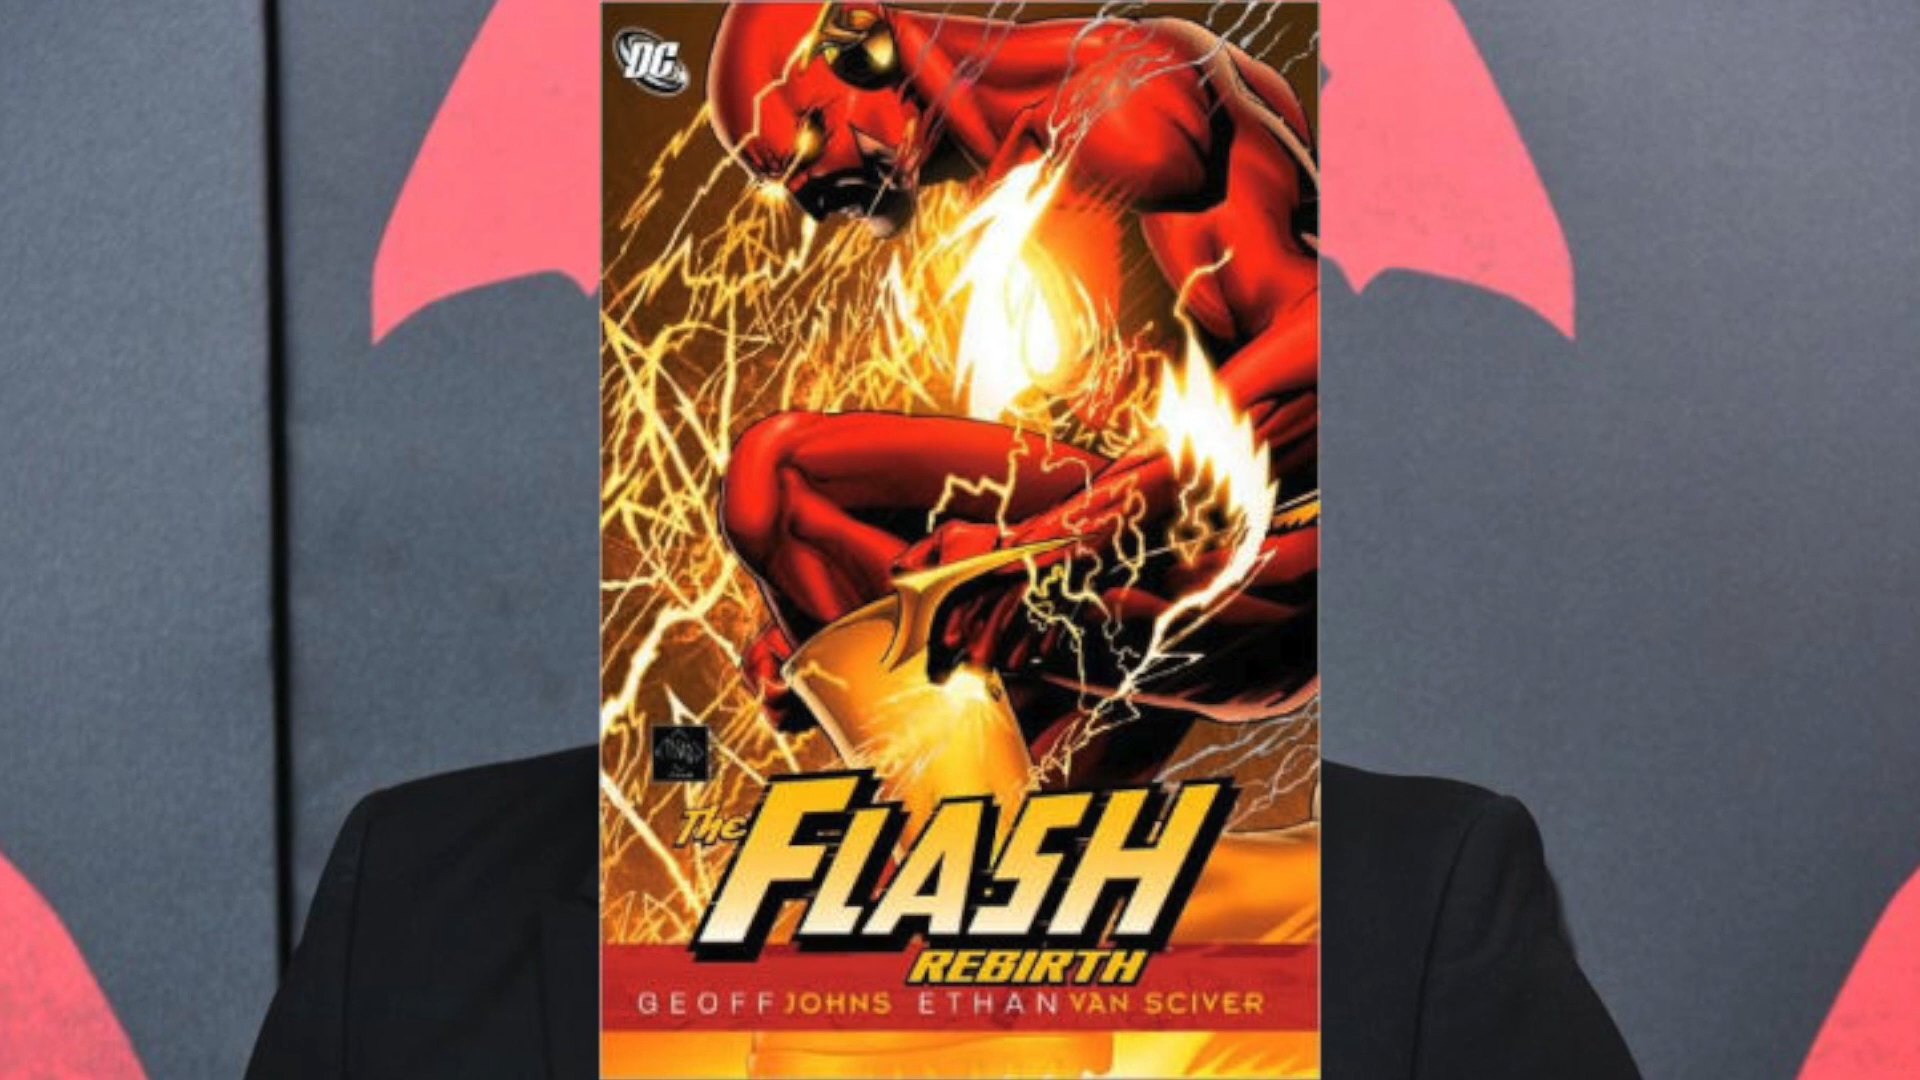 DC
The FLASH
REBIRTH
GEOFF JOHNS ETHAN VAN SCIVER